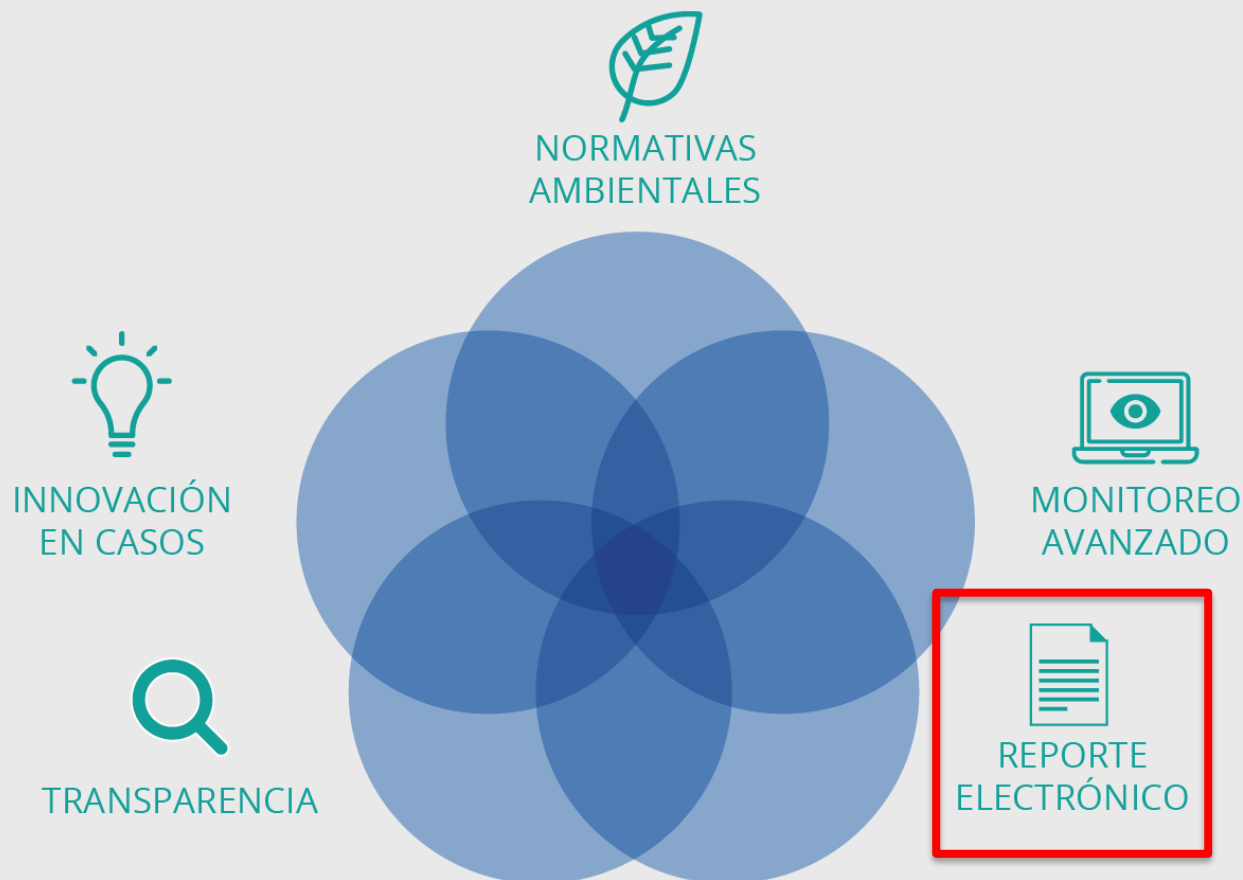 NORMATIVAS
AMBIENTALES
INNOVACIÓN
EN CASOS
MONITOREO
AVANZADO
TRANSPARENCIA
REPORTE
ELECTRÓNICO